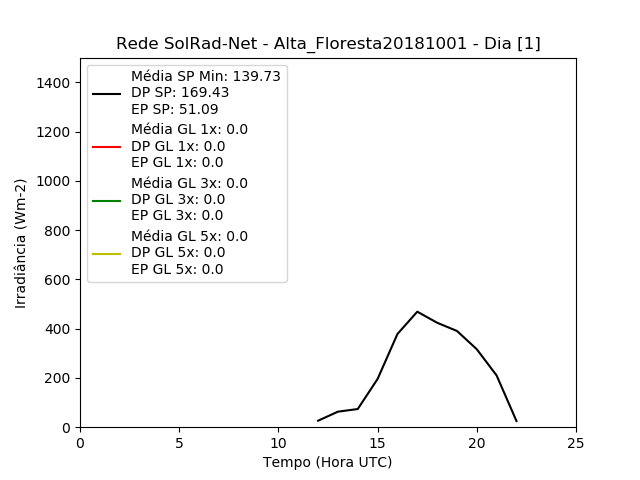 Rede SolRad-Net - Alta_Floresta20181001 - Dia [1]
Média SP Min: 139.73
DP SP: 169.43
EP SP: 51.09
Média GL 1x: 0.0
DP GL 1x: 0.0
EP GL 1x: 0.0
Média GL 3x: 0.0
DP GL 3x: 0.0
EP GL 3x: 0.0
Média GL 5x: 0.0
DP GL 5x: 0.0
EP GL 5x: 0.0
Irradiância (Wm-2)
1400
1200
1000
800
600
400
200
0
0 5 10 15 20 25
Tempo (Hora UTC)